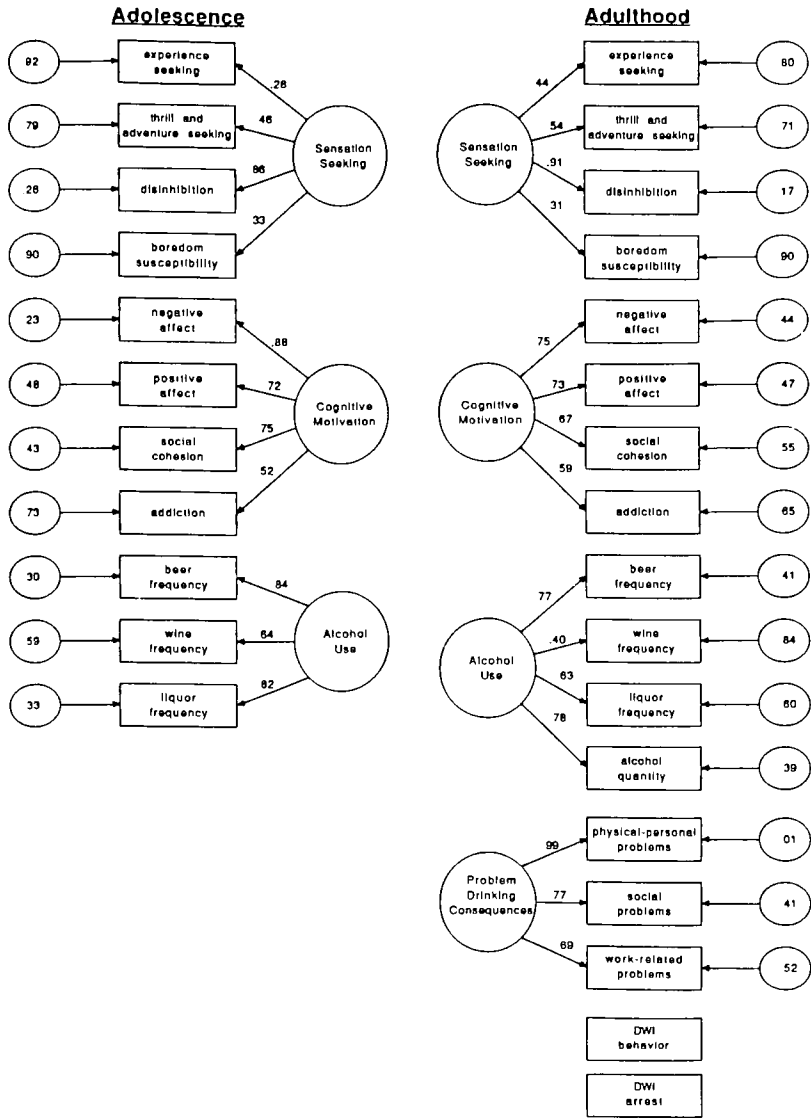 Adolescence
92
experience
seeking
.28
79
thrill and
adventure seeking
46
Sensation
Seeking
26
disinhibition
86
90
boredom
susceptibility
33
23
negative
affect
.88
48
positive
affect
72
Cognitive
Motivation
43
social
cohesion
75
73
addiction
52
30
beer
frequency
84
59
wine
frequency
64
Alcohol
Use
33
liquor
frequency
82
Adulthood
44
experience
seeking
80
Sensation
Seeking
54
thrill and
adventure seeking
71
.91
disinhibition
17
31
boredom
susceptibility
90
75
negative
affect
44
Cognitive
Motivation
73
positive
affect
47
67
social
cohesion
55
59
addiction
65
77
beer
frequency
41
Alcohol
Use
.40
wine
frequency
84
63
liquor
frequency
60
78
alcohol
quantity
39
99
physical-personal
problems
01
Problem
Drinking
Consequences
77
social
problems
41
69
work-related
problems
52
DWI
behavior
DWI
arrest